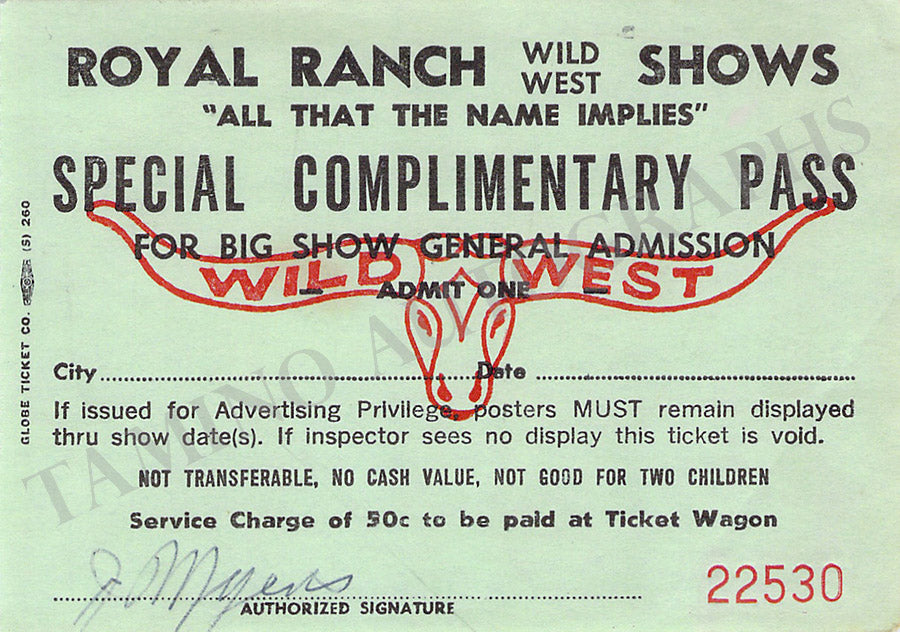 ROYAL RANCH WILD WEST SHOWS
"ALL THAT THE NAME IMPLIES"
SPECIAL COMPLIMENTARY PASS
FOR BIG SHOW GENERAL ADMISSION
WILD WEST
— ADMIT ONE —
City Date
If issued for Advertising Privilege, posters MUST remain displayed
thru show date(s). If inspector sees no display this ticket is void.
NOT TRANSFERABLE, NO CASH VALUE, NOT GOOD FOR TWO CHILDREN
Service Charge of 50c to be paid at Ticket Wagon
J Myers
AUTHORIZED SIGNATURE
22530
GLOBE TICKET CO. (S) 260
TAMINO AUTOGRAPHS